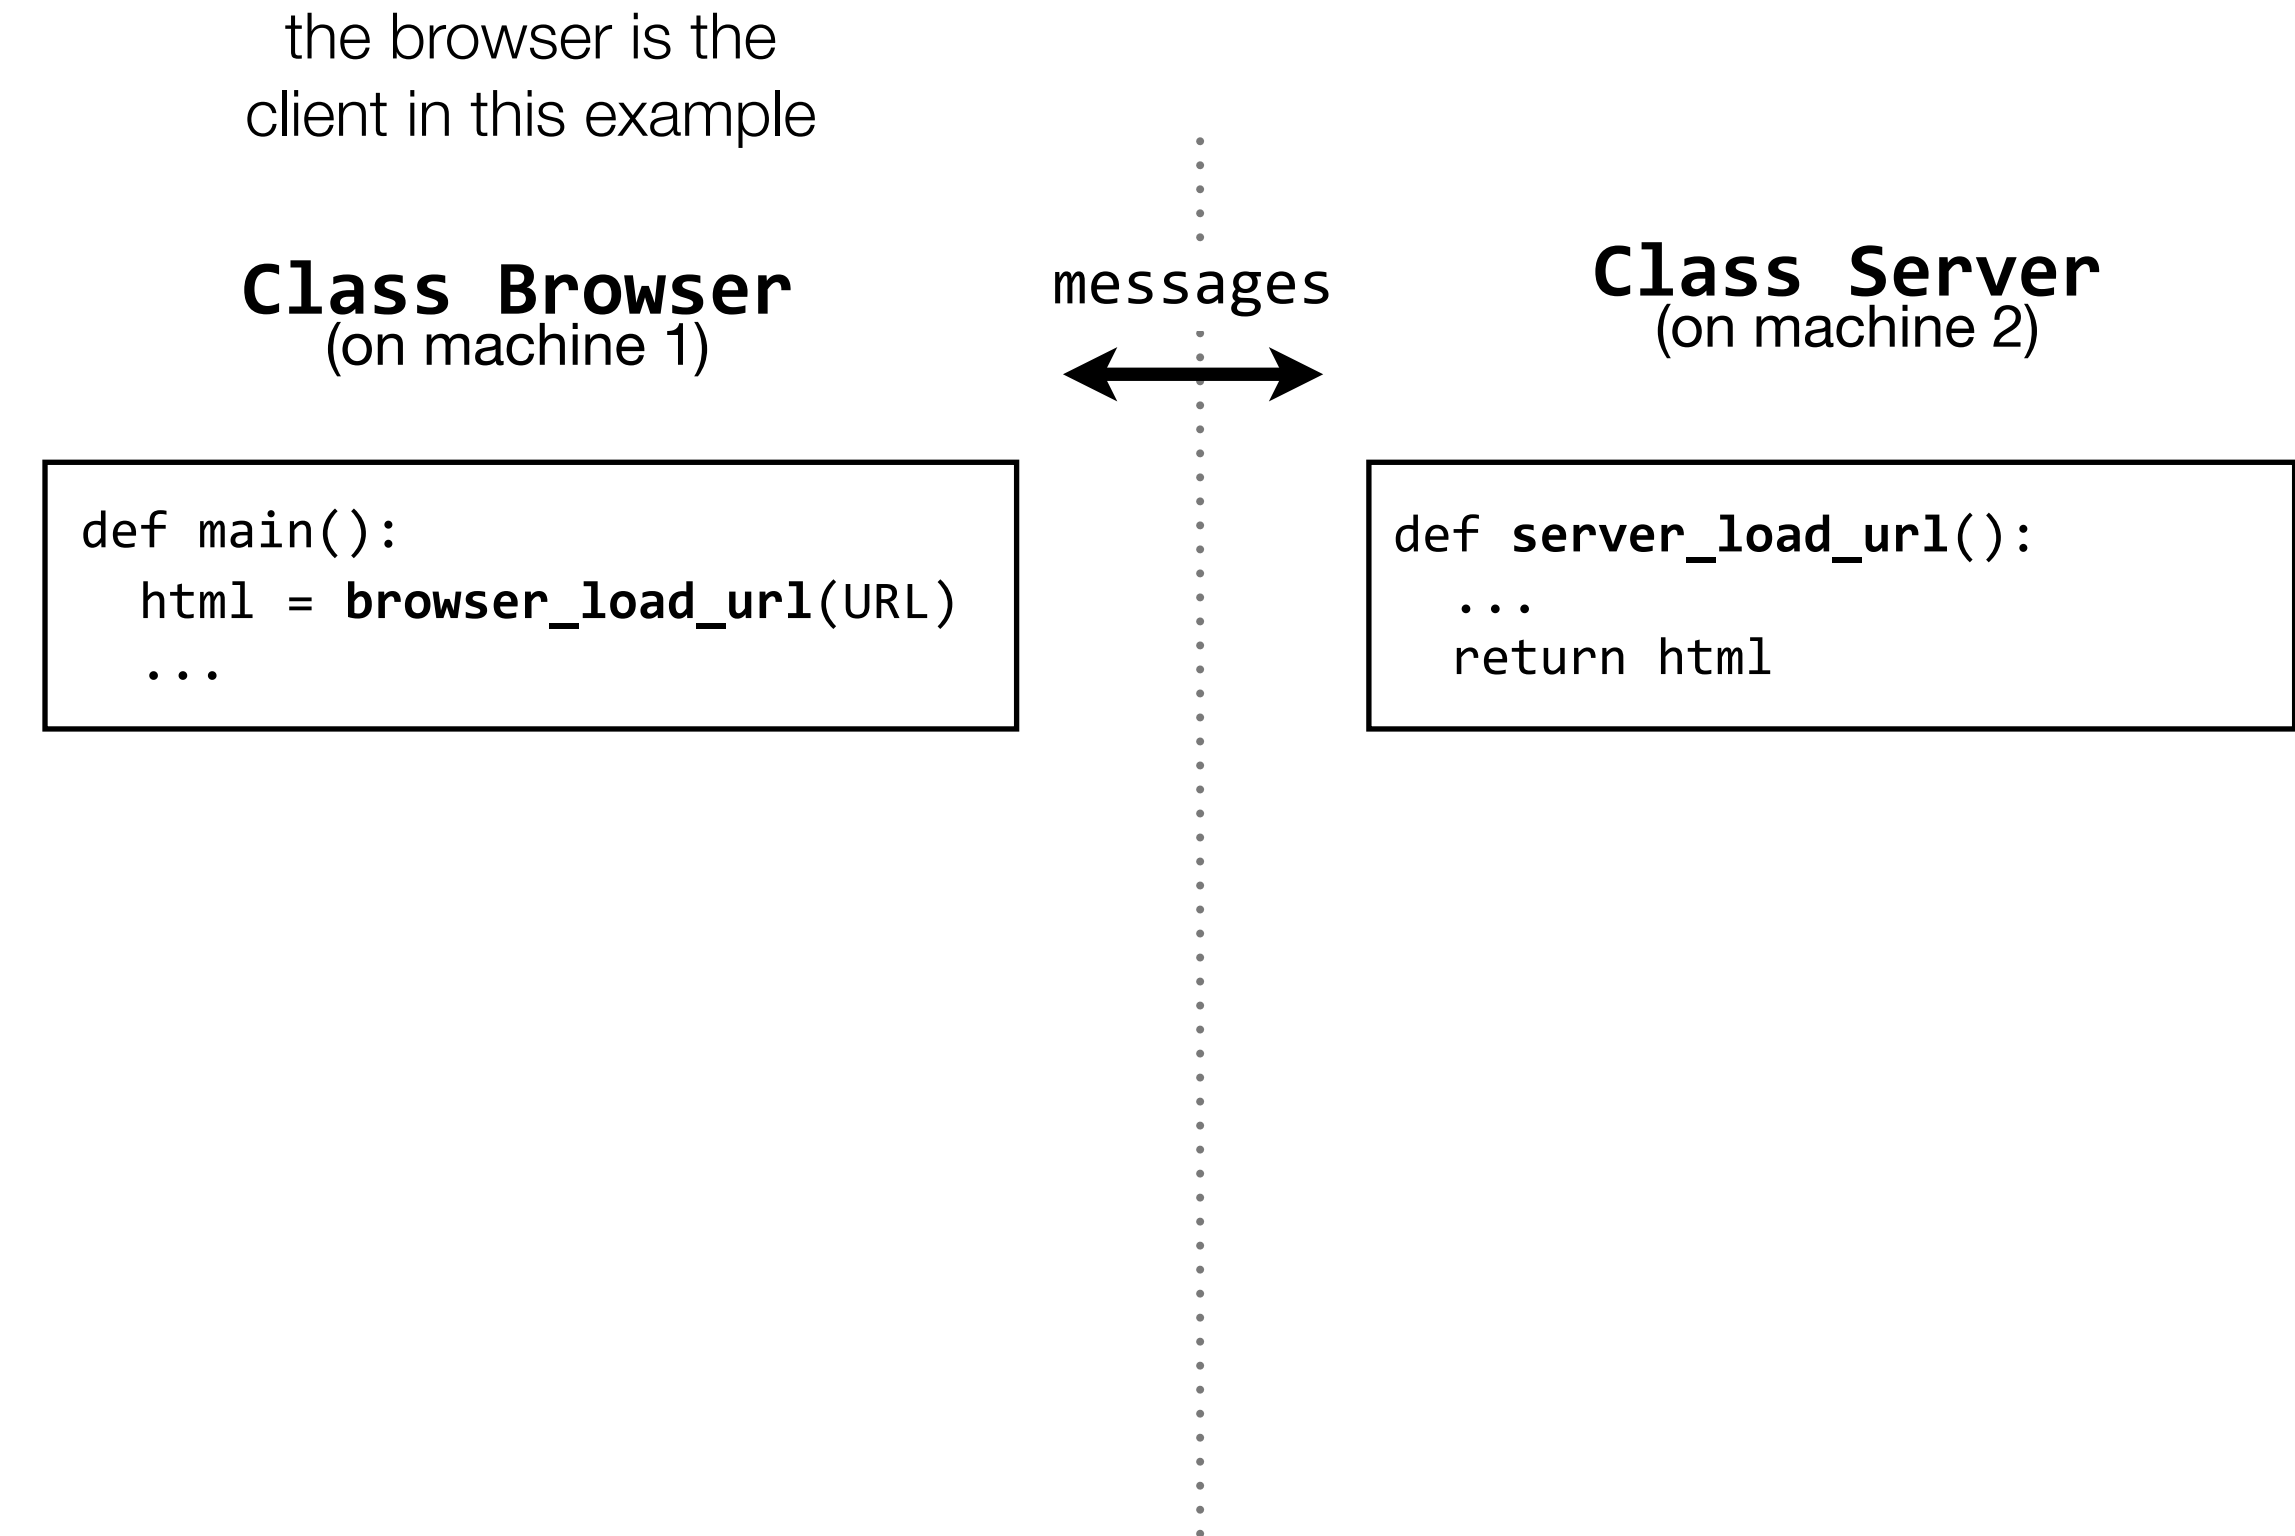 the browser is the
client in this example
Class Browser
(on machine 1)
messages
Class Server
(on machine 2)
def main():
  html = browser_load_url(URL)
  ...
def server_load_url():
  ...
  return html